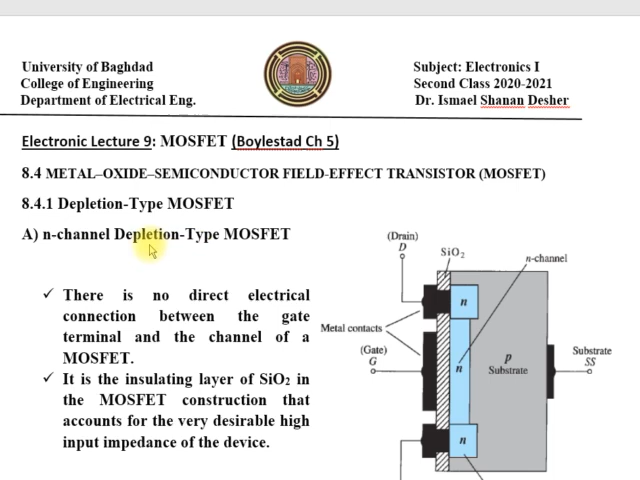 University of Baghdad
College of Engineering
Department of Electrical Eng.
Subject: Electronics I
Second Class 2020-2021
Dr. Ismael Shanan Desher
Electronic Lecture 9: MOSFET (Boylestad Ch 5)
8.4 METAL–OXIDE–SEMICONDUCTOR FIELD-EFFECT TRANSISTOR (MOSFET)
8.4.1 Depletion-Type MOSFET
A) n-channel Depletion-Type MOSFET
✓ There is no direct electrical
connection between the gate
terminal and the channel of a
MOSFET.
✓ It is the insulating layer of SiO₂ in
the MOSFET construction that
accounts for the very desirable high
input impedance of the device.
(Drain)
D
SiO₂
n-channel
n
Metal contacts
(Gate)
G
n
p
Substrate
Substrate
SS
n